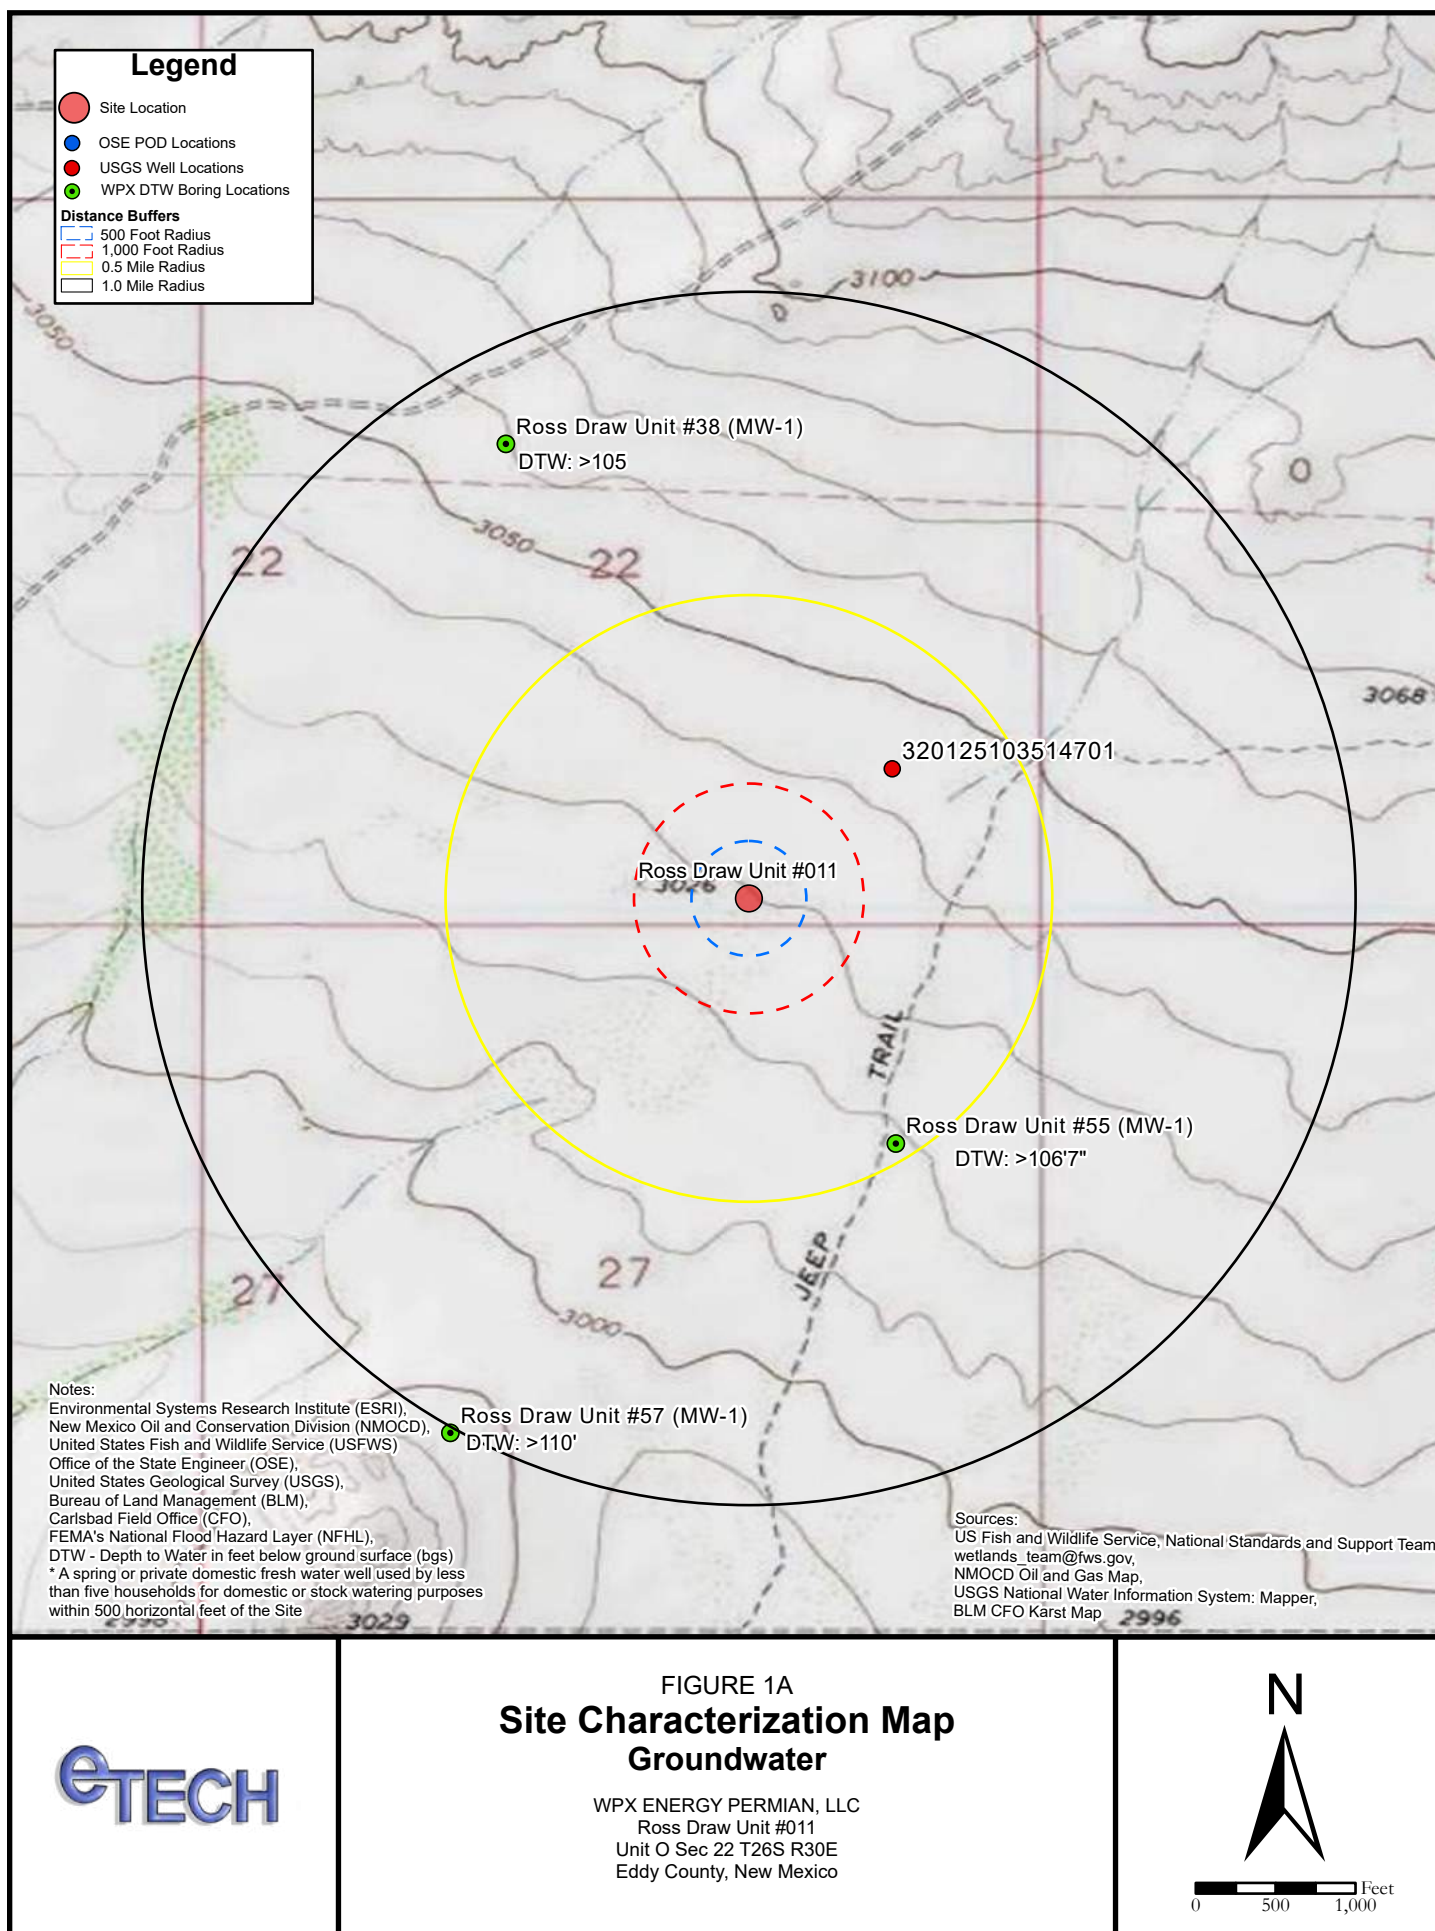 Legend
Site Location
OSE POD Locations
USGS Well Locations
WPX DTW Boring Locations
Distance Buffers
500 Foot Radius
1,000 Foot Radius
0.5 Mile Radius
1.0 Mile Radius
3100
3050
Ross Draw Unit #38 (MW-1)
DTW: >105
3050
22
22
3068
320125103514701
Ross Draw Unit #011
3026
TRAIL
Ross Draw Unit #55 (MW-1)
DTW: >106'7"
JEEP
27
27
3000
Ross Draw Unit #57 (MW-1)
DTW: >110'
Notes:
Environmental Systems Research Institute (ESRI),
New Mexico Oil and Conservation Division (NMOCD),
United States Fish and Wildlife Service (USFWS)
Office of the State Engineer (OSE),
United States Geological Survey (USGS),
Bureau of Land Management (BLM),
Carlsbad Field Office (CFO),
FEMA's National Flood Hazard Layer (NFHL),
DTW - Depth to Water in feet below ground surface (bgs)
* A spring or private domestic fresh water well used by less
than five households for domestic or stock watering purposes
within 500 horizontal feet of the Site
Sources:
US Fish and Wildlife Service, National Standards and Support Team
wetlands_team@fws.gov,
NMOCD Oil and Gas Map,
USGS National Water Information System: Mapper,
BLM CFO Karst Map
3029
2996
eTECH
FIGURE 1A
Site Characterization Map
Groundwater
WPX ENERGY PERMIAN, LLC
Ross Draw Unit #011
Unit O Sec 22 T26S R30E
Eddy County, New Mexico
N
Feet
0 500 1,000